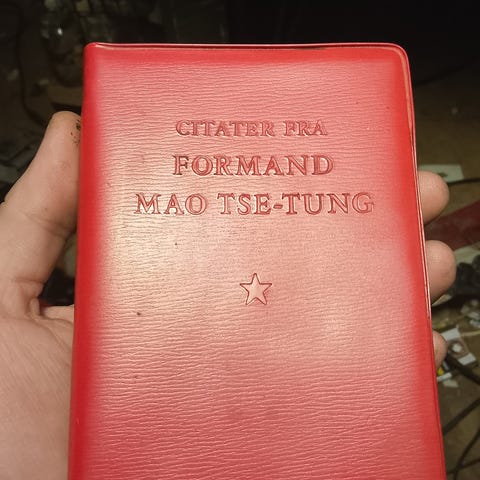 CITATER FRA
FORMAND
MAO TSE-TUNG